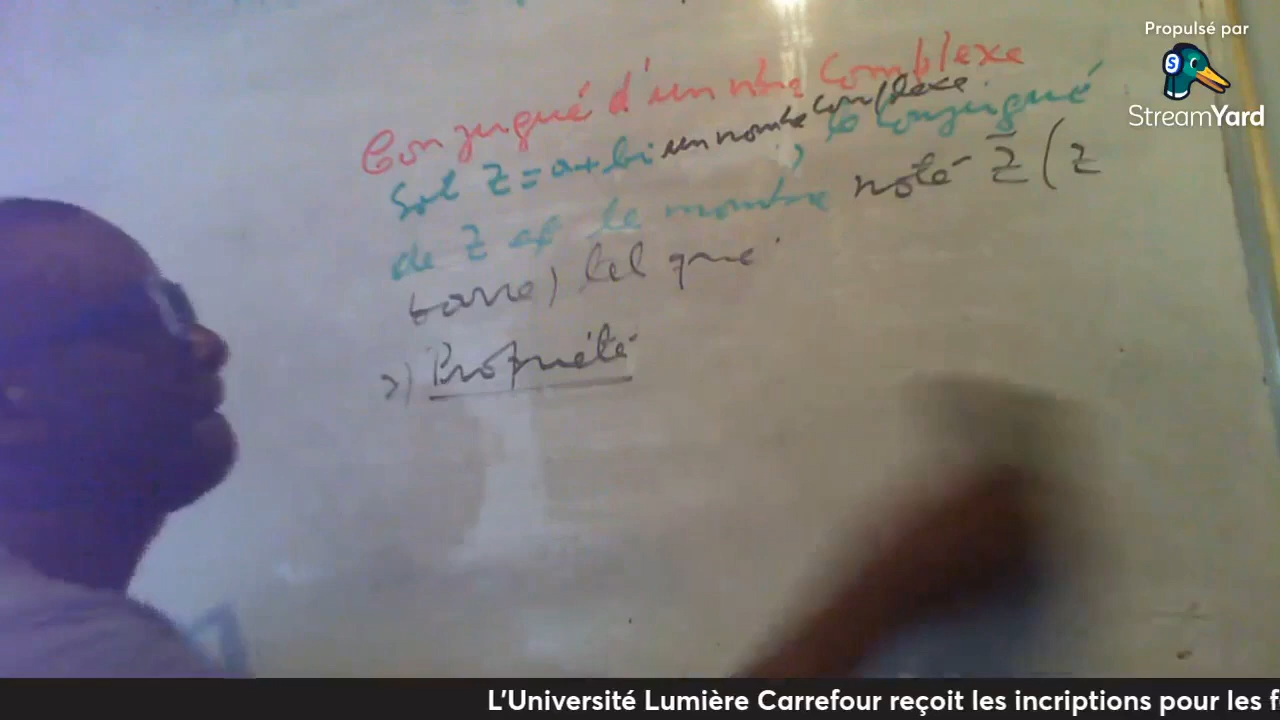 Propulsé par
StreamYard
Conjugué d'un nbre Complexe
Soit Z = a + bi un nombre complexe, le Conjugué
de Z est le nombre noté z̄ (z
barre) tel que
2) Propriété
L'Université Lumière Carrefour reçoit les incriptions pour les f